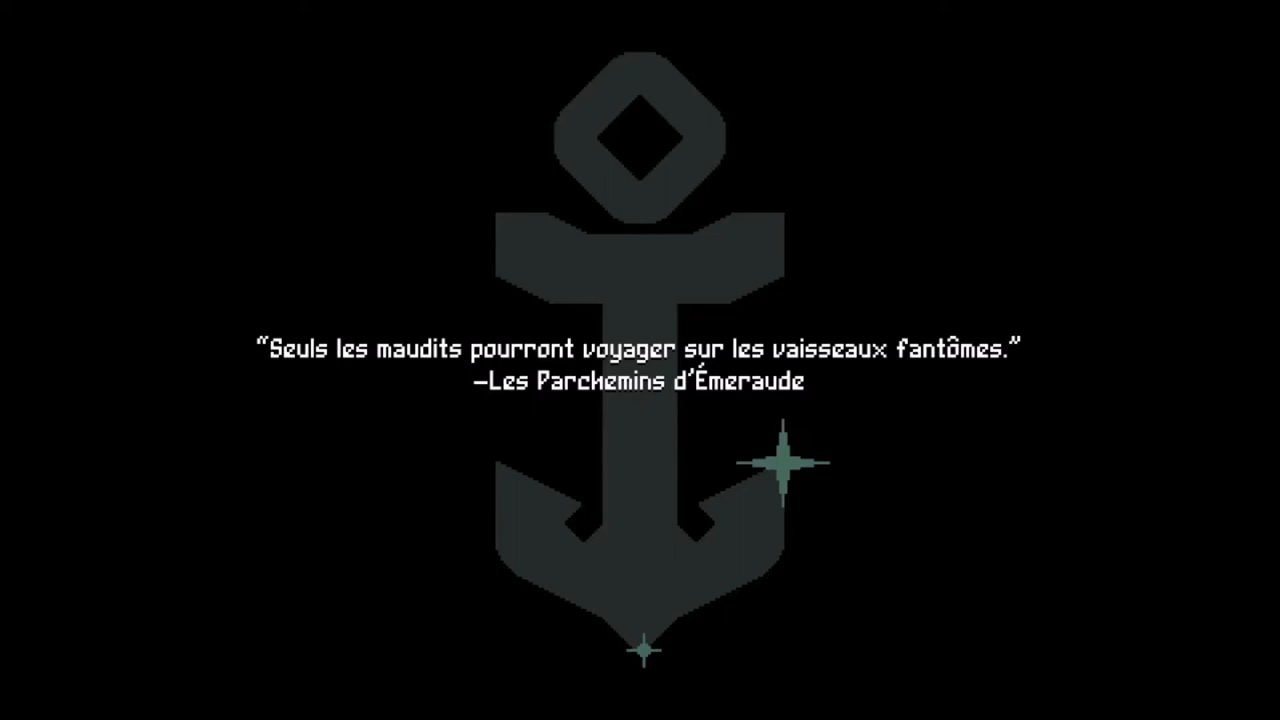 “Seuls les maudits pourront voyager sur les vaisseaux fantômes.”
–Les Parchemins d'Émeraude